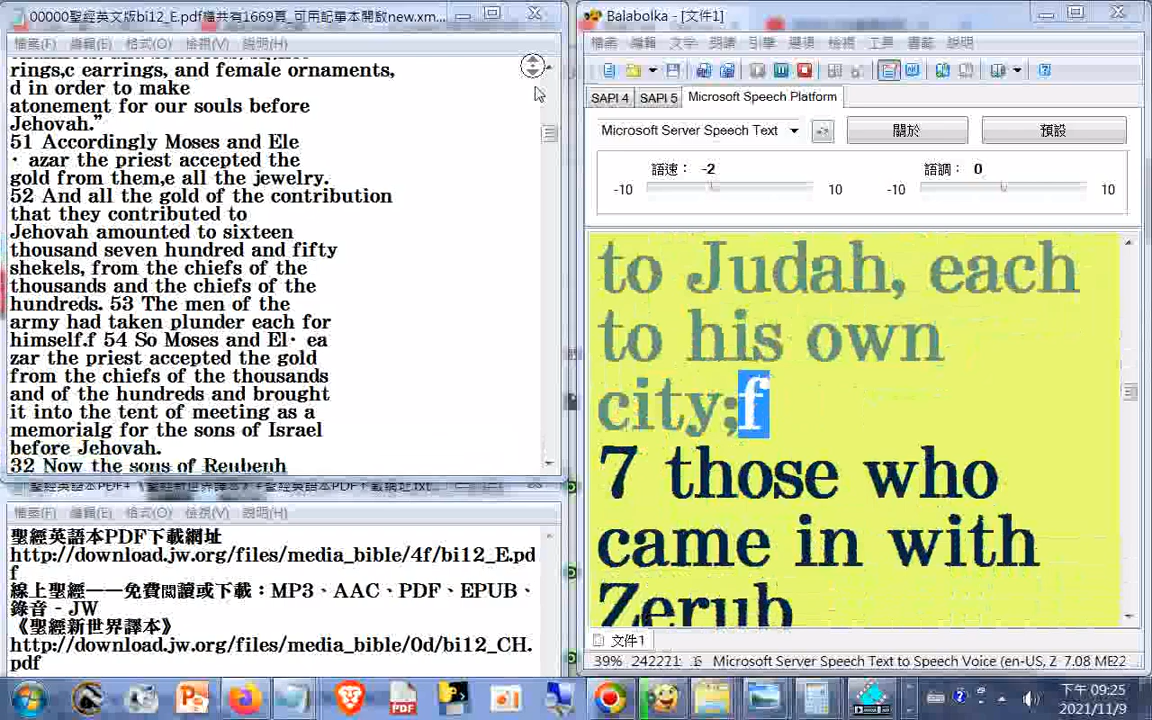 00000聖經英文版bi12_E.pdf檔共有1669頁_可用記事本開啟new.xm...
檔案(F) 編輯(E) 格式(O) 檢視(V) 說明(H)
rings,c earrings, and female ornaments,
d in order to make
atonement for our souls before
Jehovah.”
51 Accordingly Moses and Ele
· azar the priest accepted the
gold from them,e all the jewelry.
52 And all the gold of the contribution
that they contributed to
Jehovah amounted to sixteen
thousand seven hundred and fifty
shekels, from the chiefs of the
thousands and the chiefs of the
hundreds. 53 The men of the
army had taken plunder each for
himself.f 54 So Moses and El· ea
zar the priest accepted the gold
from the chiefs of the thousands
and of the hundreds and brought
it into the tent of meeting as a
memorialg for the sons of Israel
before Jehovah.
32 Now the sons of Reubenh
檔案(F) 編輯(E) 格式(O) 檢視(V) 說明(H)
聖經英語本PDF下載網址
http://download.jw.org/files/media_bible/4f/bi12_E.pd
f
線上聖經——免費閱讀或下載：MP3、AAC、PDF、EPUB、
錄音 - JW
《聖經新世界譯本》
http://download.jw.org/files/media_bible/0d/bi12_CH.
pdf
Balabolka - [文件1]
檔案 編輯 文字 朗讀 引擎 選項 檢視 工具 書籤 說明
SAPI 4 SAPI 5 Microsoft Speech Platform
Microsoft Server Speech Text
關於
預設
語速： -2
語調： 0
-10 10
-10 10
to Judah, each
to his own
city;f
7 those who
came in with
Zerub
文件1
39% 242221 Microsoft Server Speech Text to Speech Voice (en-US, Z 7.08 ME22
下午 09:25
2021/11/9